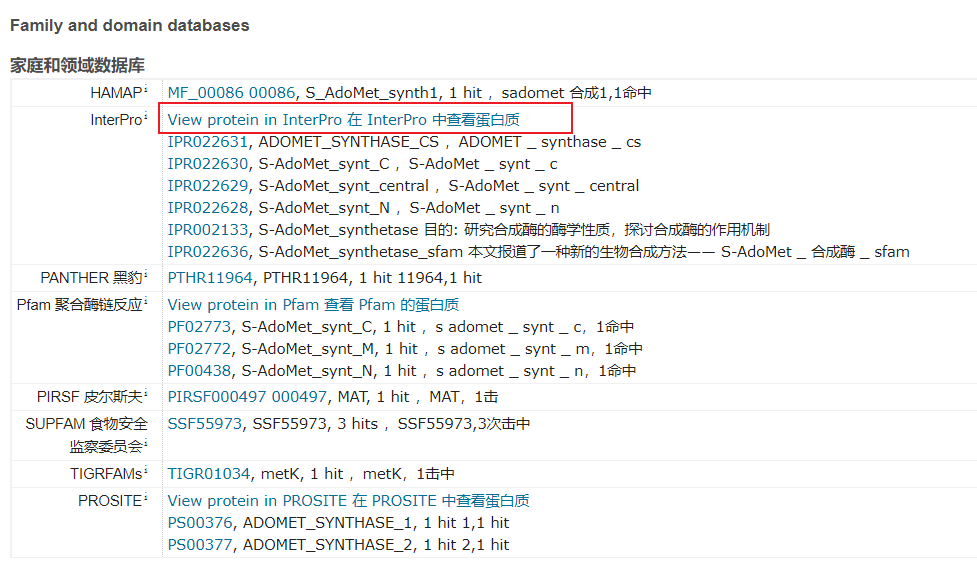 Family and domain databases
家庭和领域数据库
HAMAPⁱ MF_00086 00086, S_AdoMet_synth1, 1 hit ，sadomet 合成1,1命中
InterProⁱ View protein in InterPro 在 InterPro 中查看蛋白质
IPR022631, ADOMET_SYNTHASE_CS ，ADOMET _ synthase _ cs
IPR022630, S-AdoMet_synt_C ，S-AdoMet _ synt _ c
IPR022629, S-AdoMet_synt_central ，S-AdoMet _ synt _ central
IPR022628, S-AdoMet_synt_N ，S-AdoMet _ synt _ n
IPR002133, S-AdoMet_synthetase 目的：研究合成酶的酶学性质，探讨合成酶的作用机制
IPR022636, S-AdoMet_synthetase_sfam 本文报道了一种新的生物合成方法—— S-AdoMet _ 合成酶 _ sfam
PANTHER 黑豹ⁱ PTHR11964, PTHR11964, 1 hit 11964,1 hit
Pfam 聚合酶链反应ⁱ View protein in Pfam 查看 Pfam 的蛋白质
PF02773, S-AdoMet_synt_C, 1 hit ，s adomet _ synt _ c，1命中
PF02772, S-AdoMet_synt_M, 1 hit ，s adomet _ synt _ m，1命中
PF00438, S-AdoMet_synt_N, 1 hit ，s adomet _ synt _ n，1命中
PIRSF 皮尔斯夫ⁱ PIRSF000497 000497, MAT, 1 hit ，MAT，1击
SUPFAM 食物安全监察委员会ⁱ SSF55973, SSF55973, 3 hits ，SSF55973,3次击中
TIGRFAMsⁱ TIGR01034, metK, 1 hit ，metK，1击中
PROSITEⁱ View protein in PROSITE 在 PROSITE 中查看蛋白质
PS00376, ADOMET_SYNTHASE_1, 1 hit 1,1 hit
PS00377, ADOMET_SYNTHASE_2, 1 hit 2,1 hit